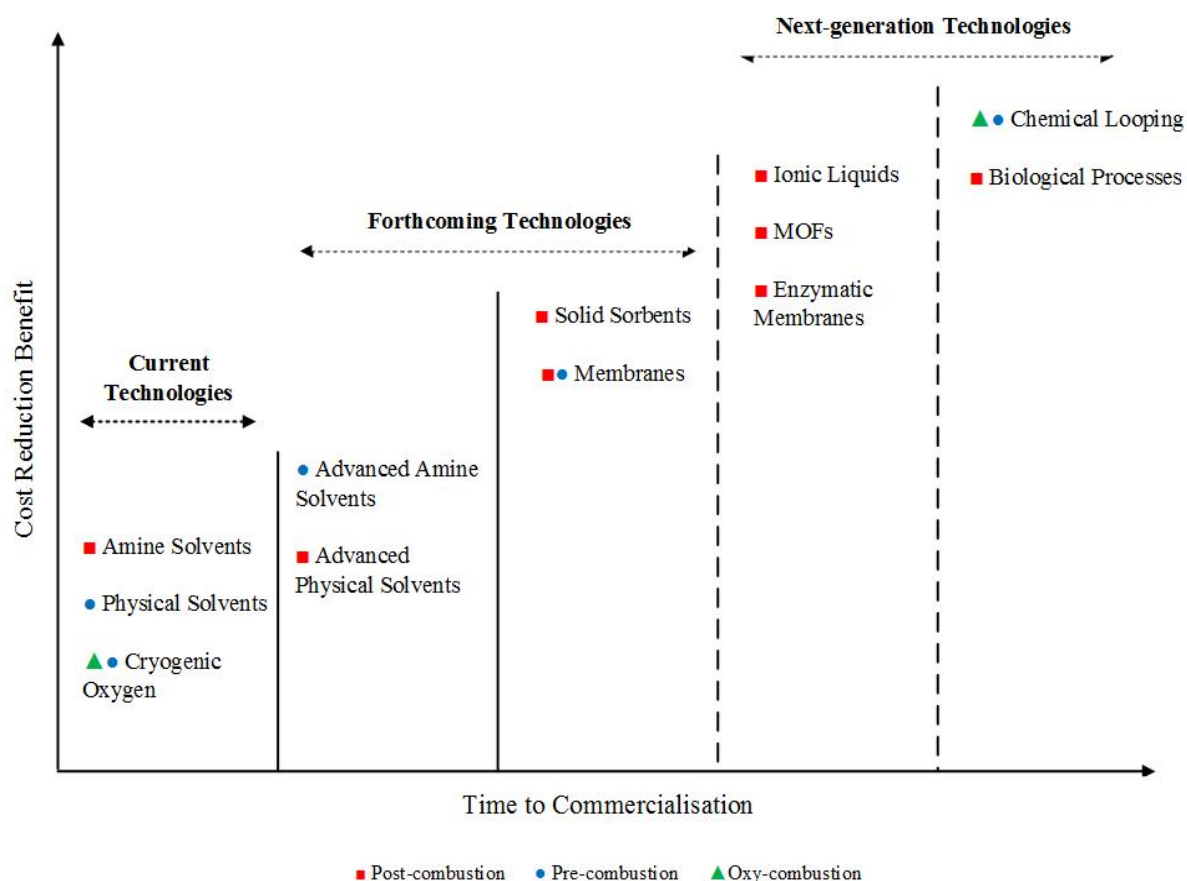 Next-generation Technologies
▲ ● Chemical Looping
■ Ionic Liquids
■ Biological Processes
Forthcoming Technologies
■ MOFs
■ Enzymatic
Membranes
■ Solid Sorbents
Current
Technologies
■● Membranes
● Advanced Amine
Solvents
■ Amine Solvents
■ Advanced
Physical Solvents
● Physical Solvents
▲ ● Cryogenic
Oxygen
Cost Reduction Benefit
Time to Commercialisation
■ Post-combustion ● Pre-combustion ▲ Oxy-combustion